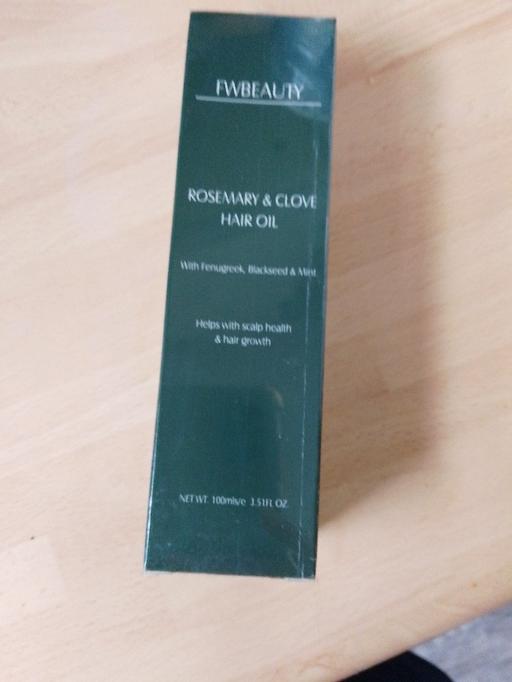 FWBEAUTY
ROSEMARY & CLOVE
HAIR OIL
With Fenugreek, Blackseed & Mint
Helps with scalp health
& hair growth
NET WT. 100mls/e 3.51FL OZ.